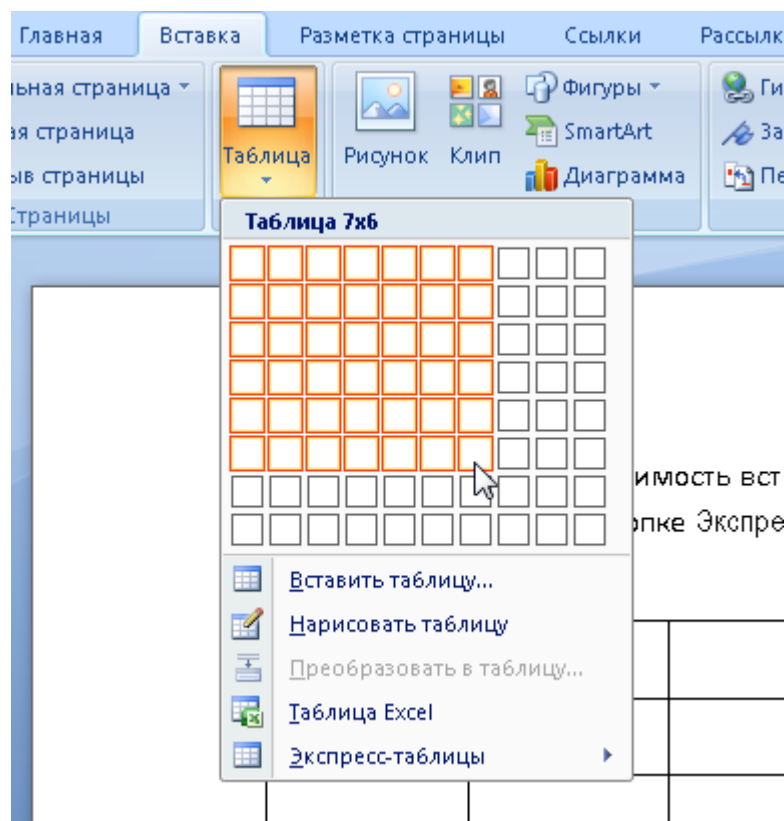 Главная Вставка Разметка страницы Ссылки Рассылк
ьная страница
ая страница
ыв страницы
Страницы
Таблица
Рисунок
Клип
Фигуры
SmartArt
Диаграмма
Ги
За
Пе
Таблица 7x6
имость вст
опке Экспре
Вставить таблицу...
Нарисовать таблицу
Преобразовать в таблицу...
Таблица Excel
Экспресс-таблицы